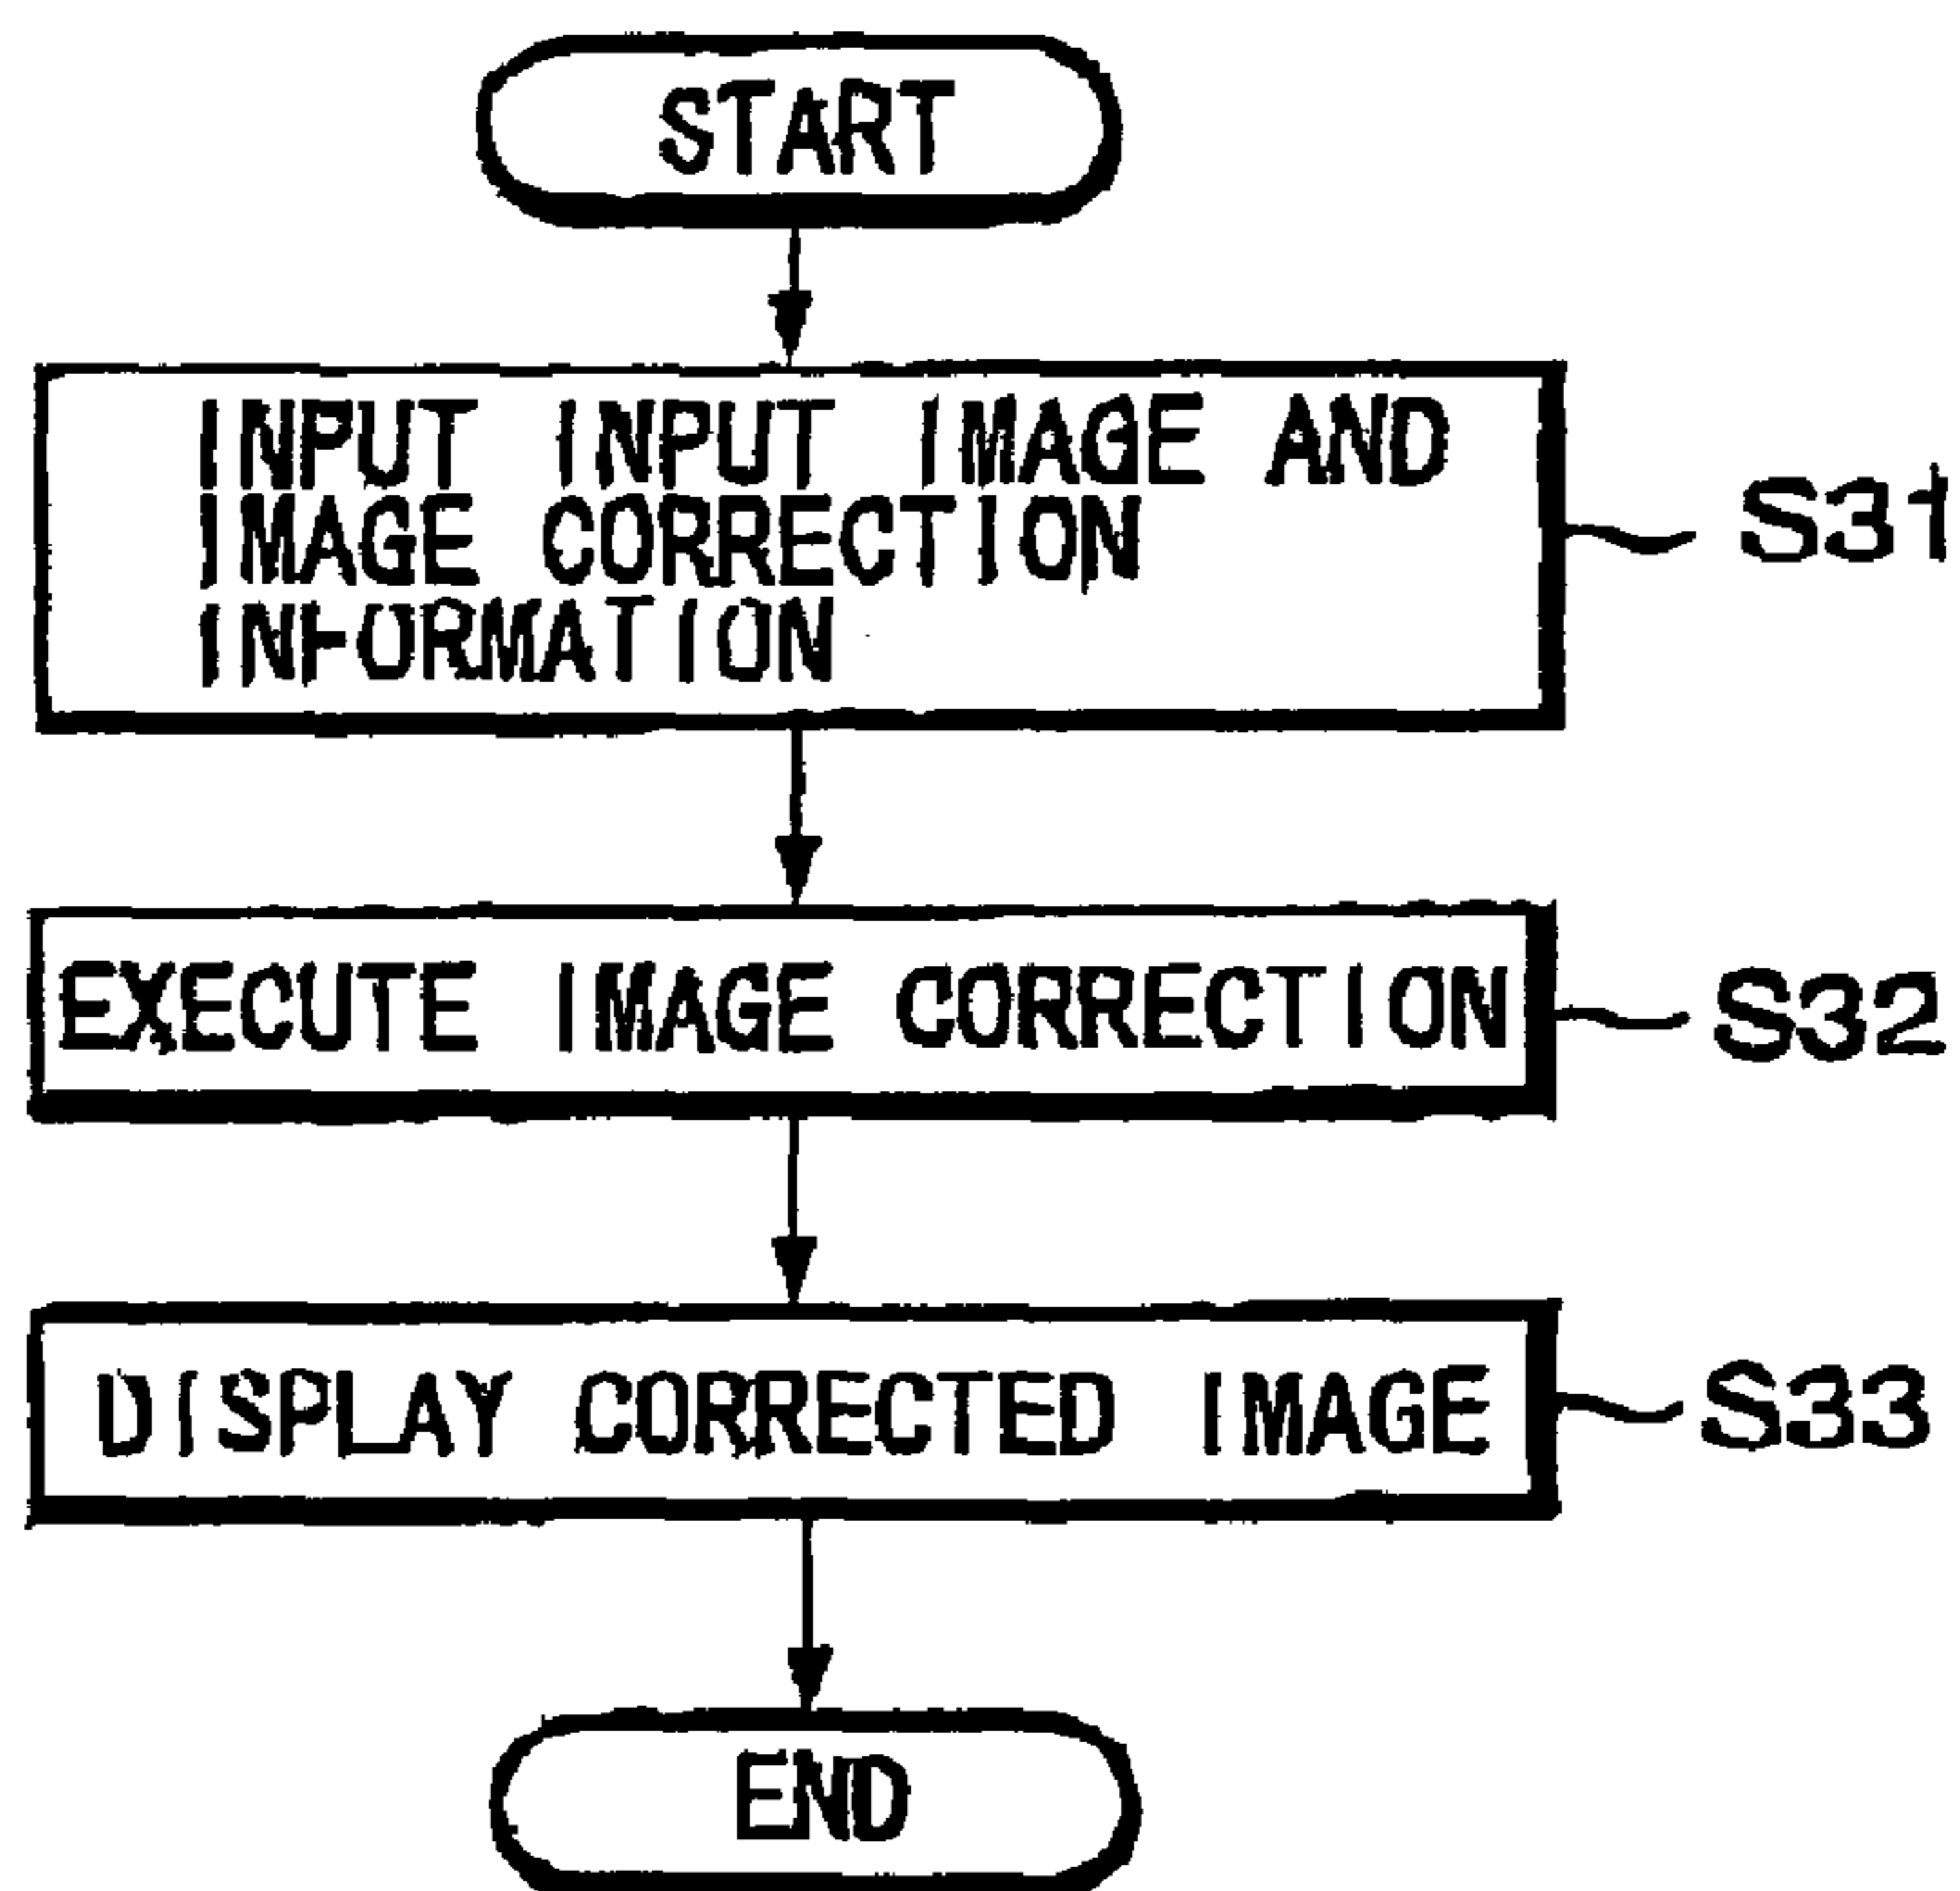 START
INPUT INPUT IMAGE AND
IMAGE CORRECTION
INFORMATION
S31
EXECUTE IMAGE CORRECTION
S32
DISPLAY CORRECTED IMAGE
S33
END